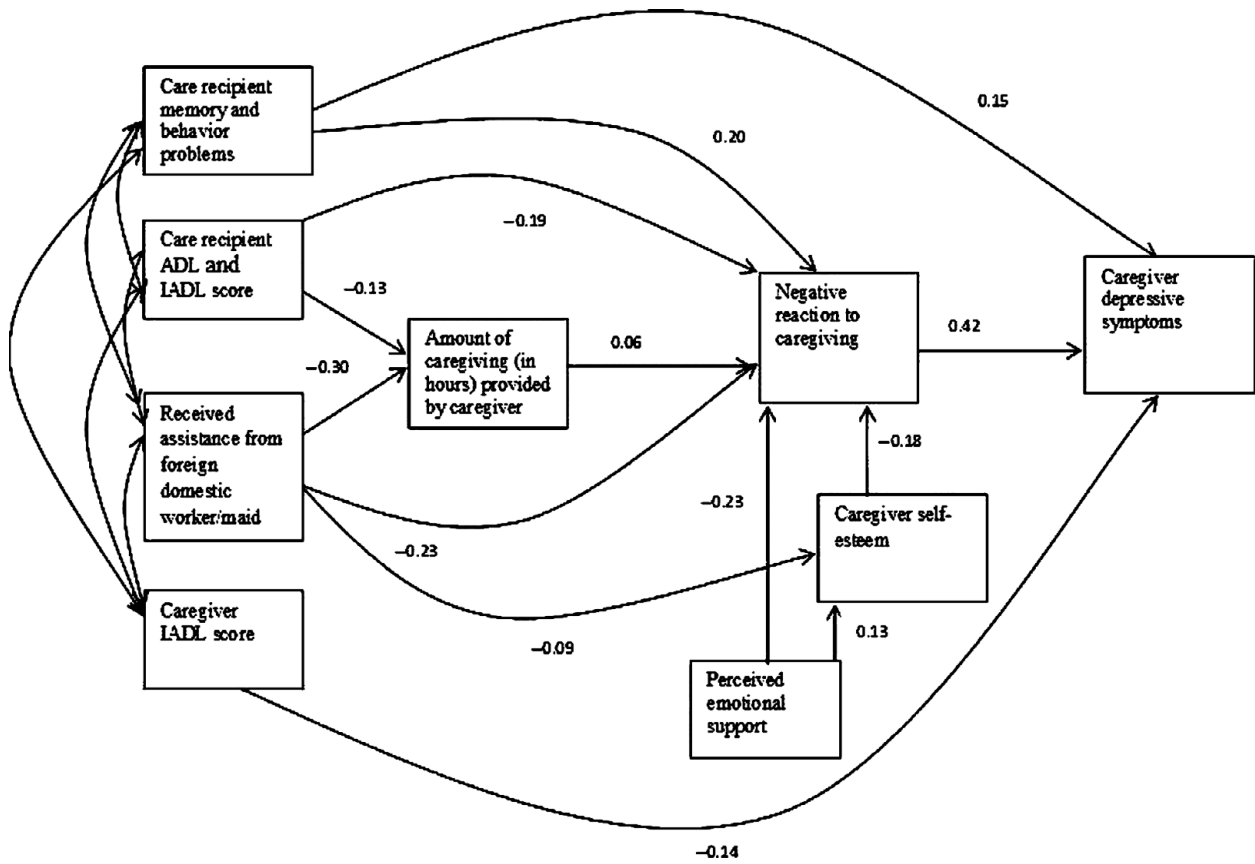 Care recipient
memory and
behavior
problems
0.15
0.20
Care recipient
ADL and
IADL score
−0.19
−0.13
Negative
reaction to
caregiving
Caregiver
depressive
symptoms
0.42
Amount of
caregiving (in
hours) provided
by caregiver
0.06
−0.30
Received
assistance from
foreign
domestic
worker/maid
−0.18
−0.23
Caregiver self-
esteem
−0.23
Caregiver
IADL score
−0.09
0.13
Perceived
emotional
support
−0.14